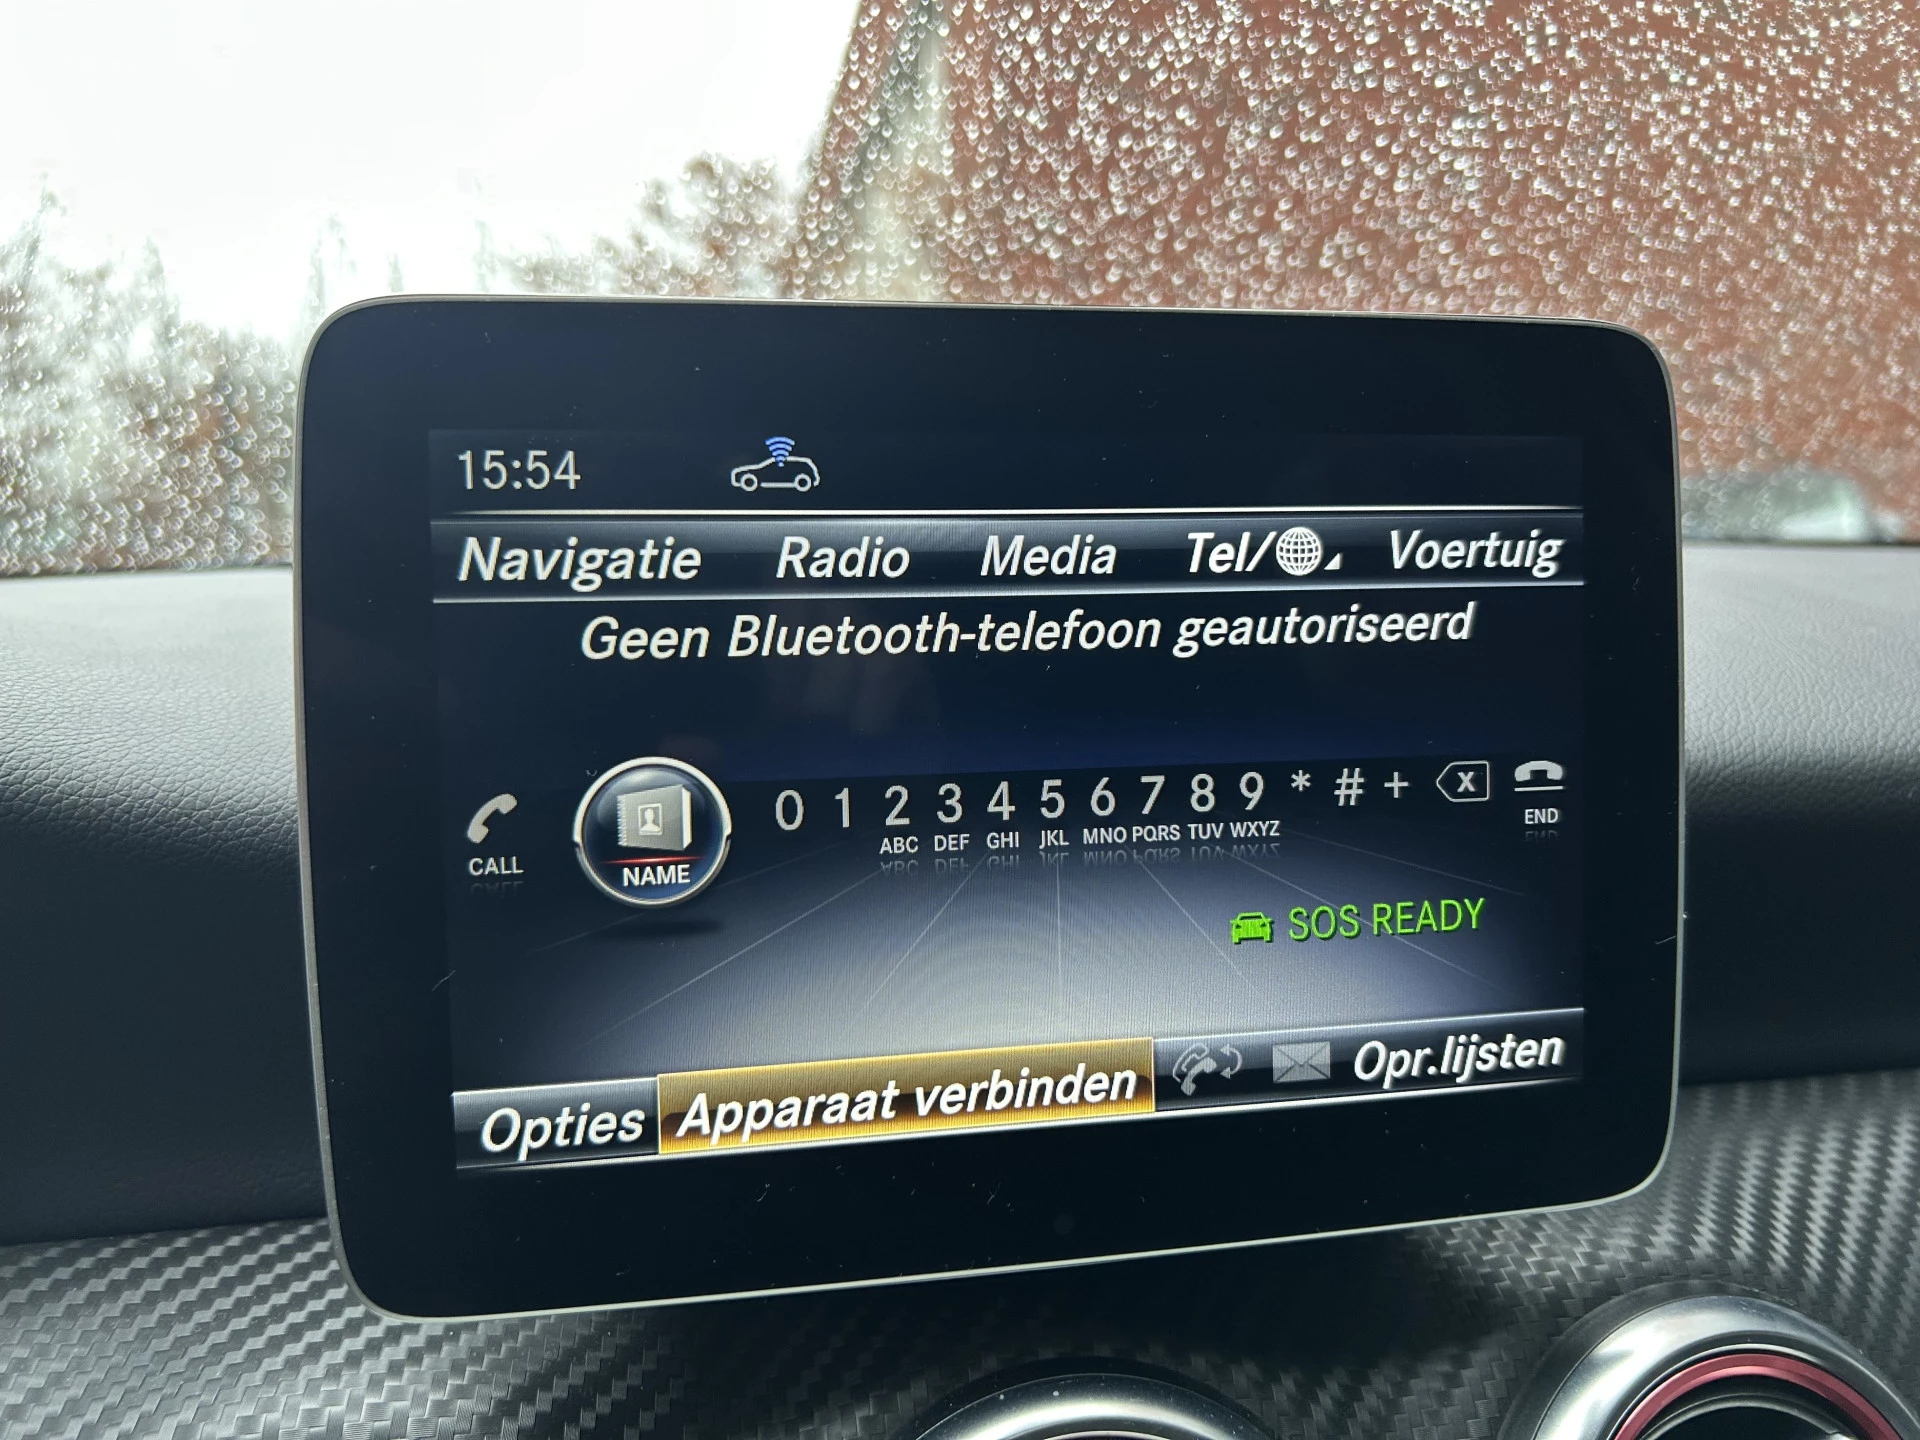 15:54
Navigatie Radio Media Tel/ Voertuig
Geen Bluetooth-telefoon geautoriseerd
0 1 2 3 4 5 6 7 8 9 * # + X
ABC DEF GHI JKL MNO PQRS TUV WXYZ
CALL NAME END
SOS READY
Opties Apparaat verbinden Opr.lijsten